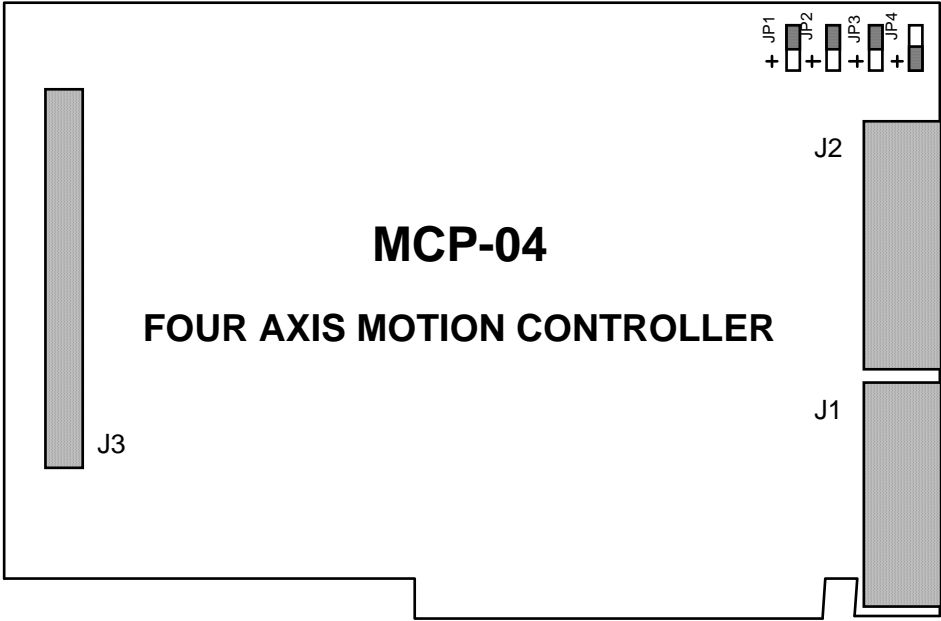 JP1 JP2 JP3 JP4
+ + + +
J2
MCP-04
FOUR AXIS MOTION CONTROLLER
J1
J3